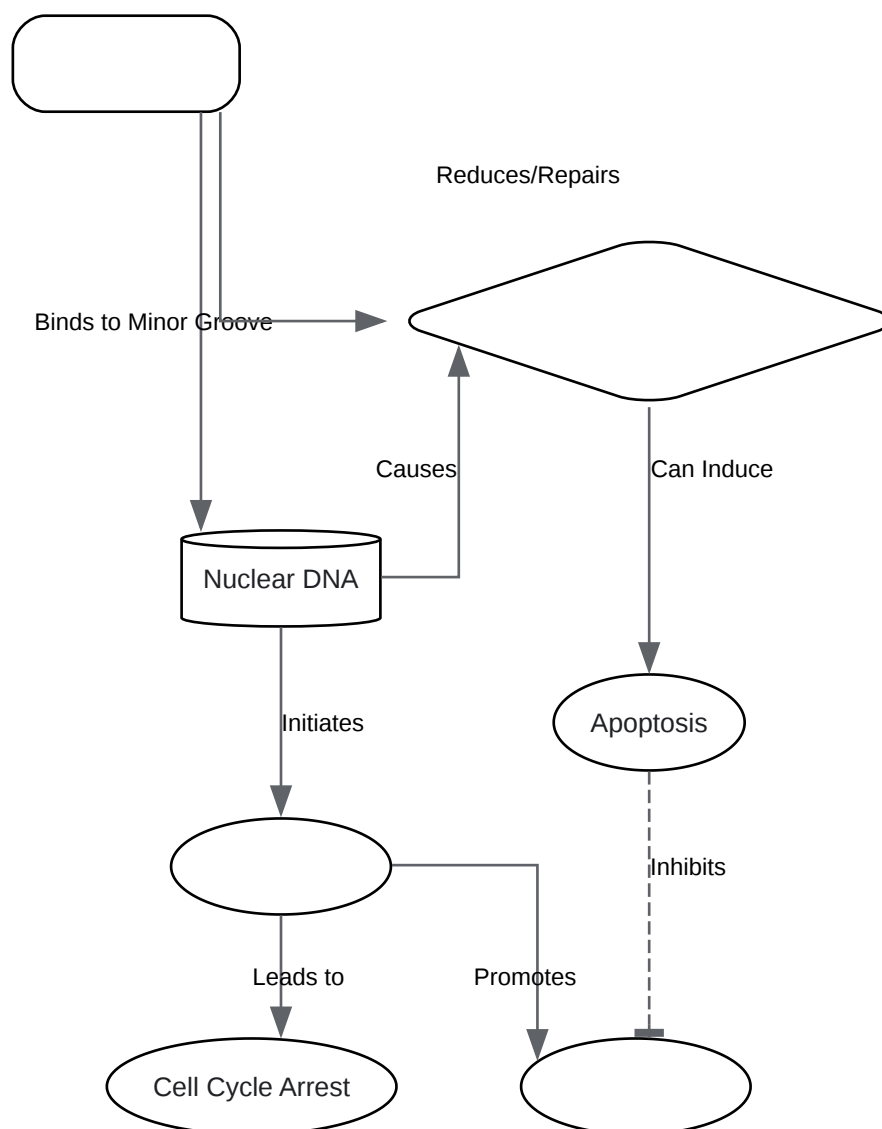 Reduces/Repairs
Binds to Minor Groove
Causes
Can Induce
Nuclear DNA
Initiates
Apoptosis
Inhibits
Leads to
Promotes
Cell Cycle Arrest